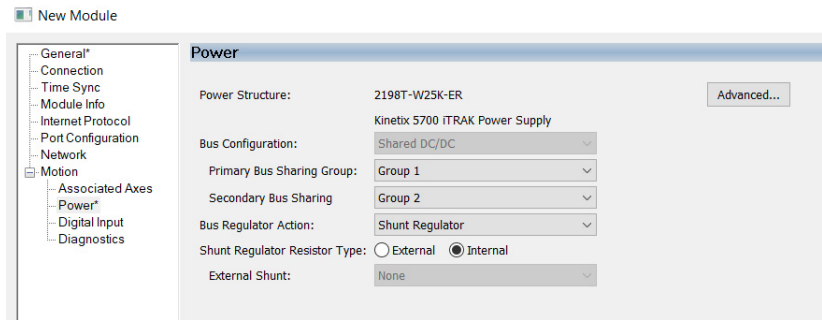 New Module
General*
Connection
Time Sync
Module Info
Internet Protocol
Port Configuration
Network
Motion
Associated Axes
Power*
Digital Input
Diagnostics
Power
Power Structure: 2198T-W25K-ER Advanced...
Kinetix 5700 iTRAK Power Supply
Bus Configuration: Shared DC/DC
Primary Bus Sharing Group: Group 1
Secondary Bus Sharing Group 2
Bus Regulator Action: Shunt Regulator
Shunt Regulator Resistor Type: External Internal
External Shunt: None